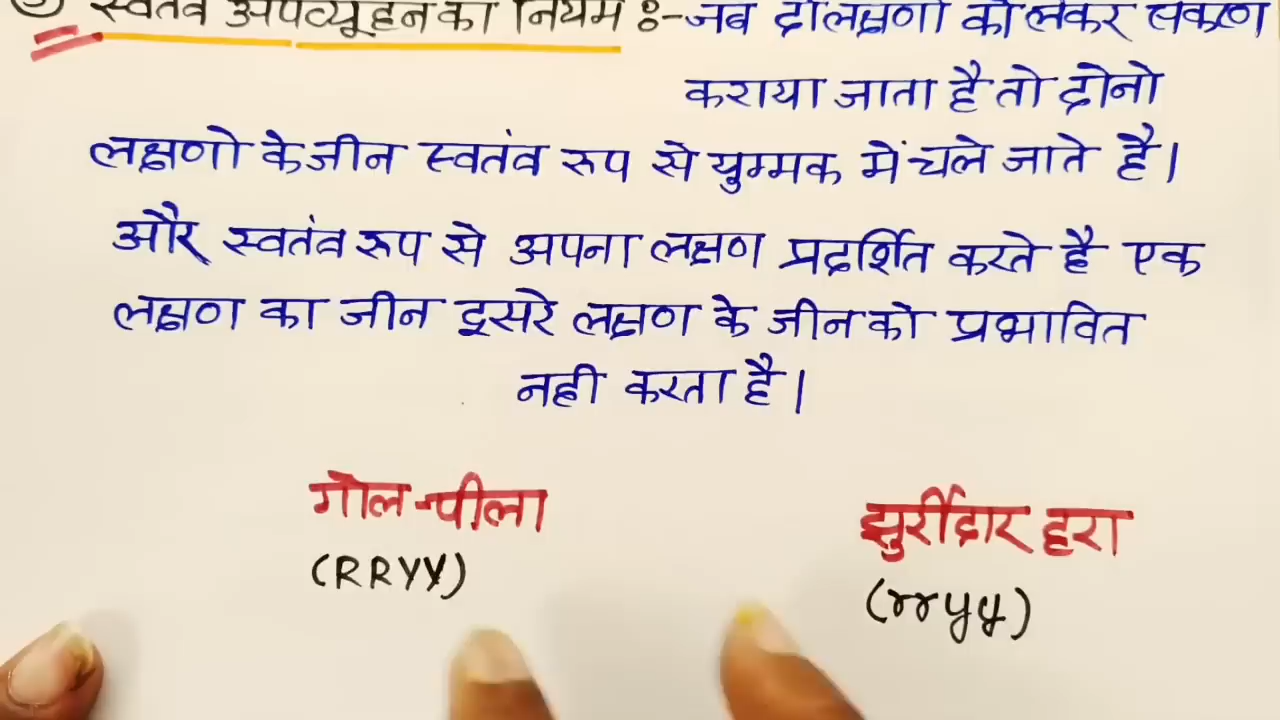 ③ स्वतंत्र अपव्यूहन का नियम :- जब दो लक्षणों को लेकर संकरण
कराया जाता है तो दोनो
लक्षणो के जीन स्वतंत्र रूप से युग्मक में चले जाते है।
और स्वतंत्र रूप से अपना लक्षण प्रदर्शित करते है एक
लक्षण का जीन दूसरे लक्षण के जीन को प्रभावित
नही करता है।
गोल - पीला
झुर्रीदार हरा
(RRYY)
(rryy)